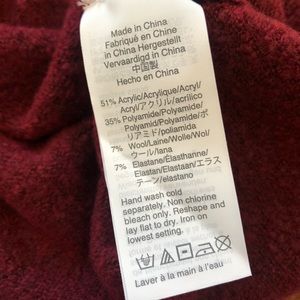 Made in China
Fabriqué en Chine
In China Hergestellt
Vervaardigd in China
中国製
Hecho en China
51% Acrylic/Acrylique/Acryl/
Acryl/アクリル/acrílico
35% Polyamide/Polyamide/
Polyamid/Polyamide/ポ
リアミド/poliamida
7% Wool/Laine/Wolle/Wol/
ウール/lana
7% Elastane/Élasthanne/
Elastan/Elastaan/エラス
テーン/elastano
Hand wash cold
separately. Non chlorine
bleach only. Reshape and
lay flat to dry. Iron on
lowest setting.
Laver à la main à l'eau